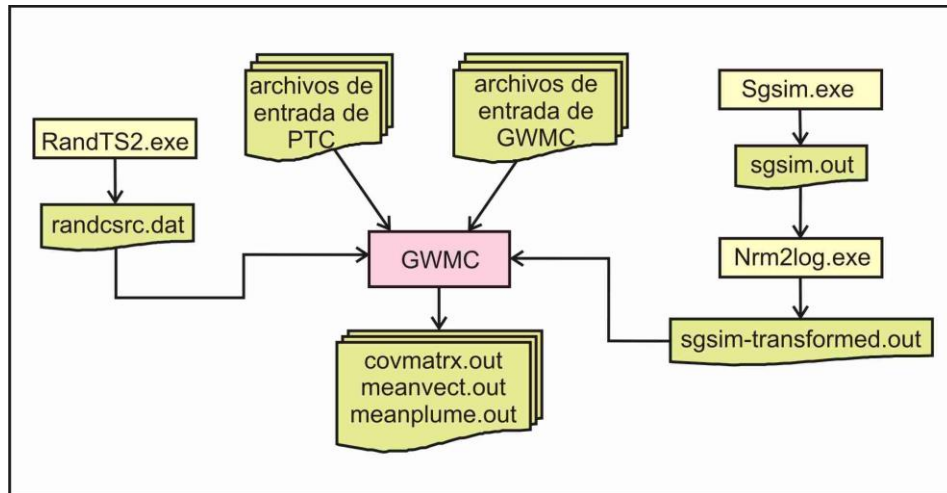 RandTS2.exe
randcsrc.dat
archivos de
entrada de
PTC
archivos de
entrada de
GWMC
Sgsim.exe
sgsim.out
Nrm2log.exe
sgsim-transformed.out
GWMC
covmatrx.out
meanvect.out
meanplume.out